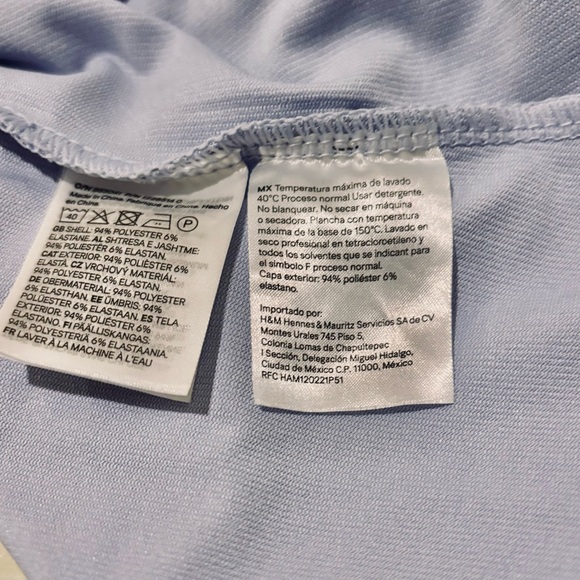 Made in China. Fabriqué en Chine. Hecho
en China
40
P
GB SHELL: 94% POLYESTER 6%
ELASTANE. AL SHTRESA E JASHTME:
94% POLIESTER 6% ELASTAN.
CAT EXTERIOR: 94% POLIÈSTER 6%
ELASTÀ. CZ VRCHOVÝ MATERIÁL:
94% POLYESTER 6% ELASTAN.
DE OBERMATERIAL: 94% POLYESTER
6% ELASTHAN. EE ÜMBRIS: 94%
POLÜESTER 6% ELASTAAN. ES TELA
EXTERIOR: 94% POLIÉSTER 6%
ELASTANO. FI PÄÄLLISKANGAS:
94% POLYESTERIA 6% ELASTAANIA.
FR LAVER À LA MACHINE À L'EAU
MX Temperatura máxima de lavado
40°C Proceso normal Usar detergente.
No blanquear. No secar en máquina
o secadora. Plancha con temperatura
máxima de la base de 150°C. Lavado en
seco profesional en tetracloroetileno y
todos los solventes que se indican para
el símbolo F proceso normal.
Capa exterior: 94% poliéster 6%
elastano.
Importado por:
H&M Hennes & Mauritz Servicios SA de CV
Montes Urales 745 Piso 5,
Colonia Lomas de Chapultepec
I Sección, Delegación Miguel Hidalgo,
Ciudad de México C.P. 11000, México
RFC HAM120221P51